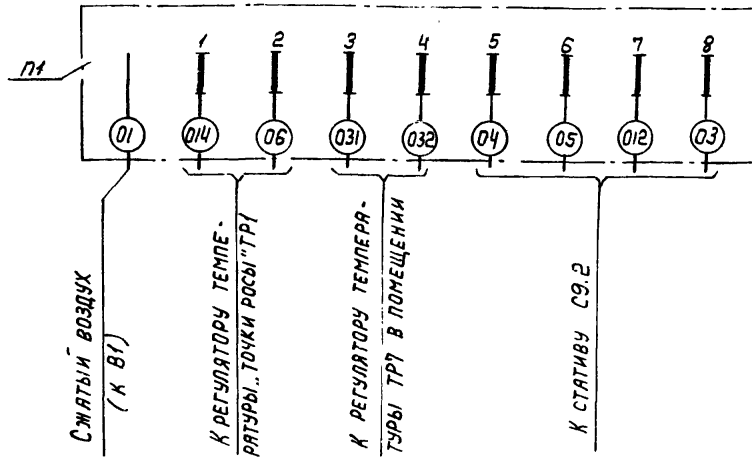 П1
1 2 3 4 5 6 7 8
01 014 06 031 032 04 05 012 03
Сжатый воздух
(к В1)
К регулятору темпе-
ратуры „точки росы" ТР1
К регулятору темпера-
туры ТР7 в помещении
К стативу С9.2